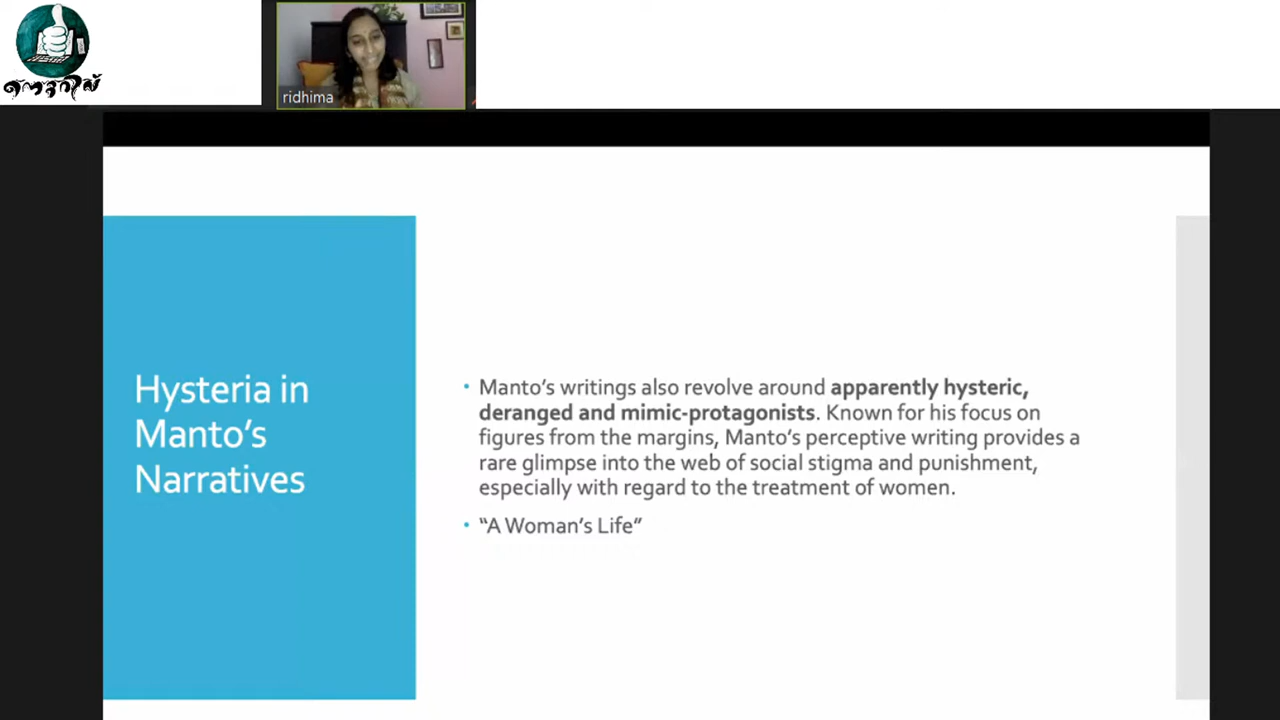 ridhima
Hysteria in
Manto's
Narratives
• Manto's writings also revolve around apparently hysteric,
deranged and mimic-protagonists. Known for his focus on
figures from the margins, Manto's perceptive writing provides a
rare glimpse into the web of social stigma and punishment,
especially with regard to the treatment of women.
• “A Woman's Life”